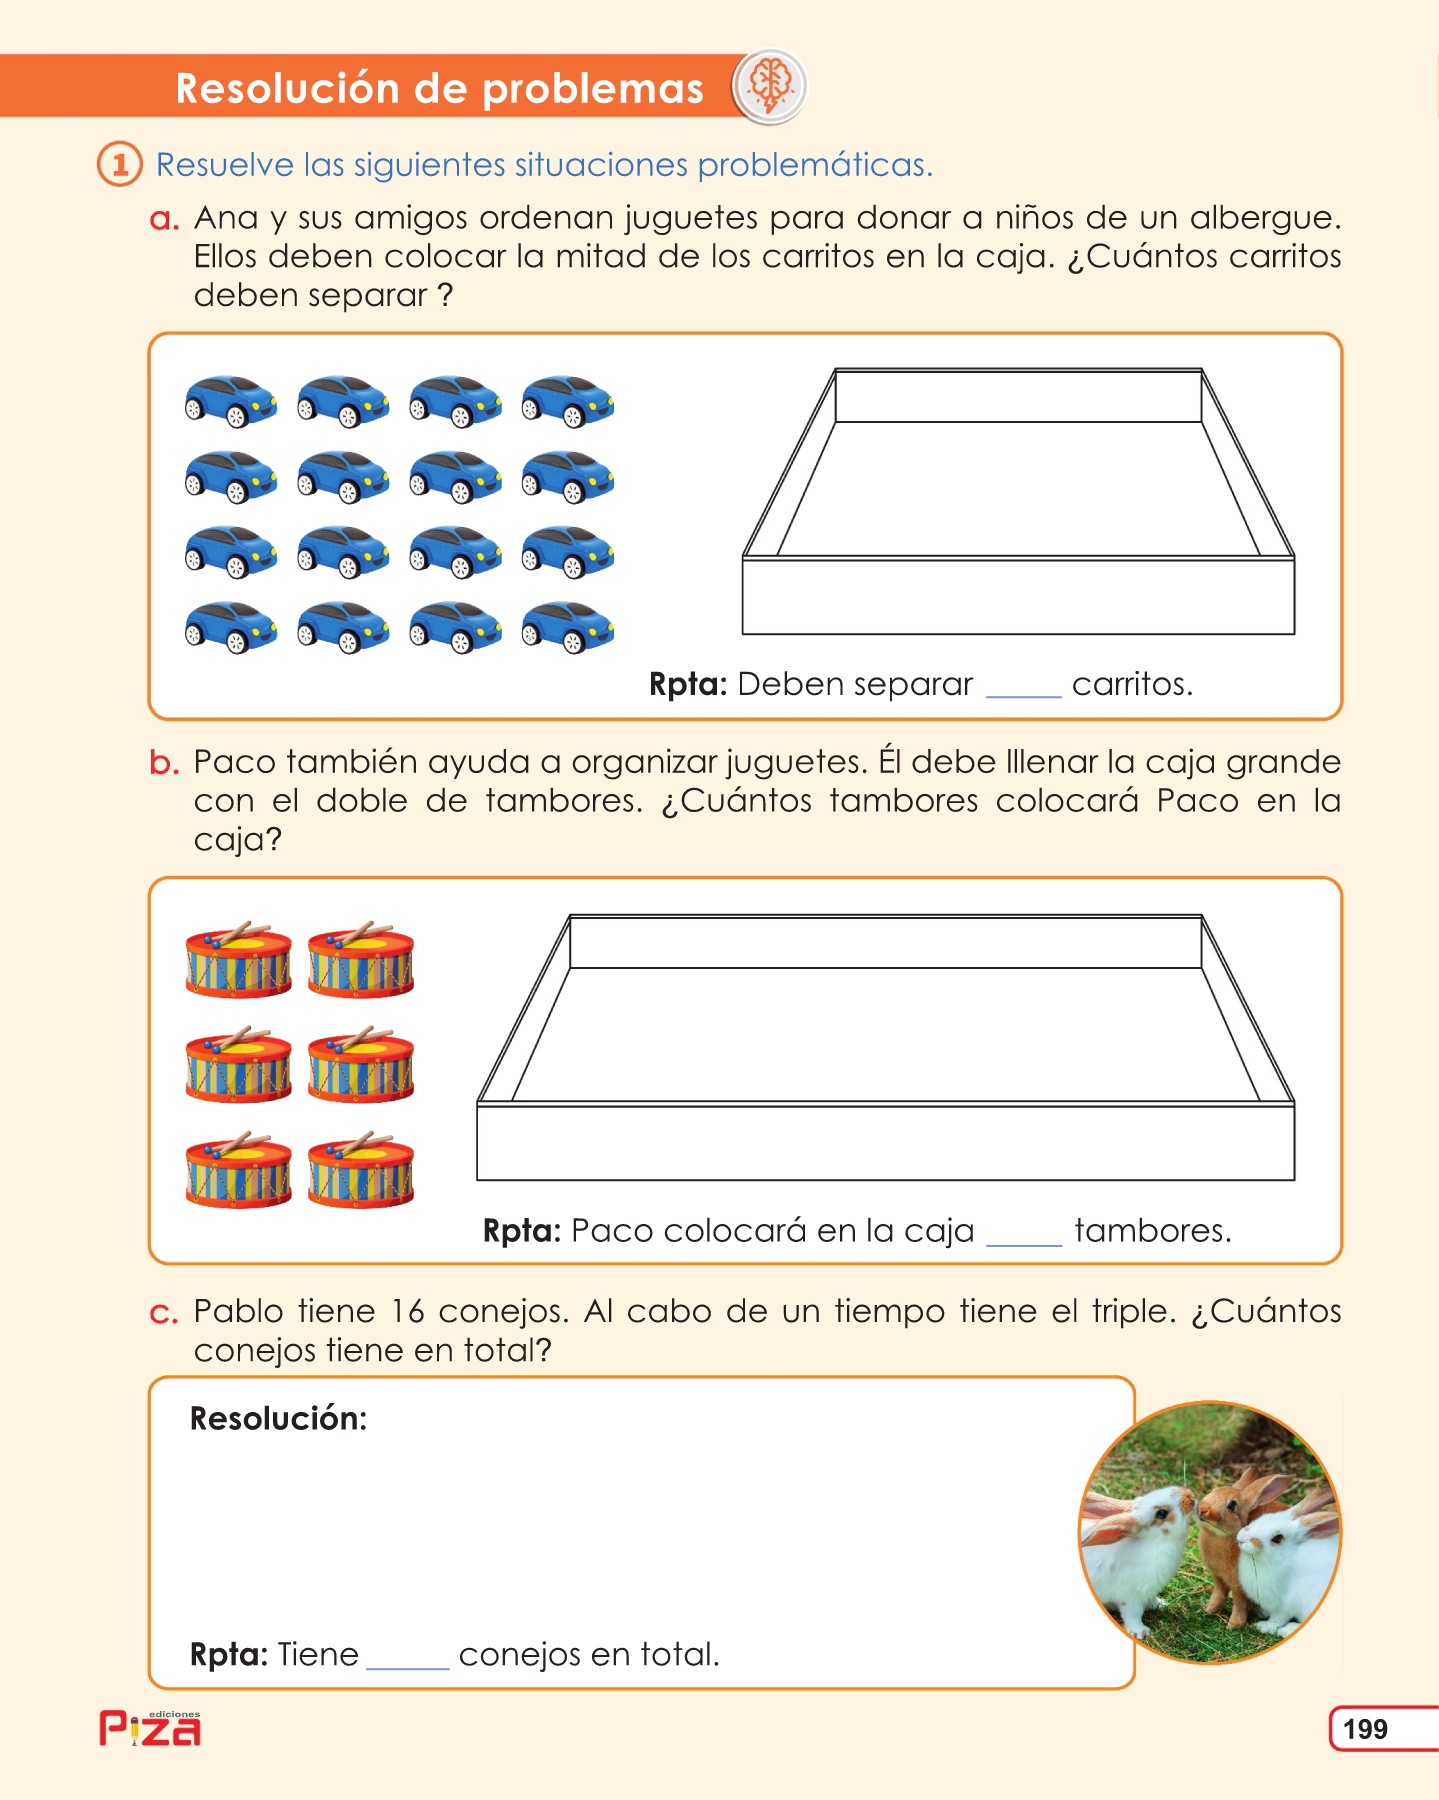 Resolución de problemas
1 Resuelve las siguientes situaciones problemáticas.
a. Ana y sus amigos ordenan juguetes para donar a niños de un albergue.
Ellos deben colocar la mitad de los carritos en la caja. ¿Cuántos carritos
deben separar ?
Rpta: Deben separar _____ carritos.
b. Paco también ayuda a organizar juguetes. Él debe lllenar la caja grande
con el doble de tambores. ¿Cuántos tambores colocará Paco en la
caja?
Rpta: Paco colocará en la caja _____ tambores.
c. Pablo tiene 16 conejos. Al cabo de un tiempo tiene el triple. ¿Cuántos
conejos tiene en total?
Resolución:
Rpta: Tiene _____ conejos en total.
ediciones
Piza
199